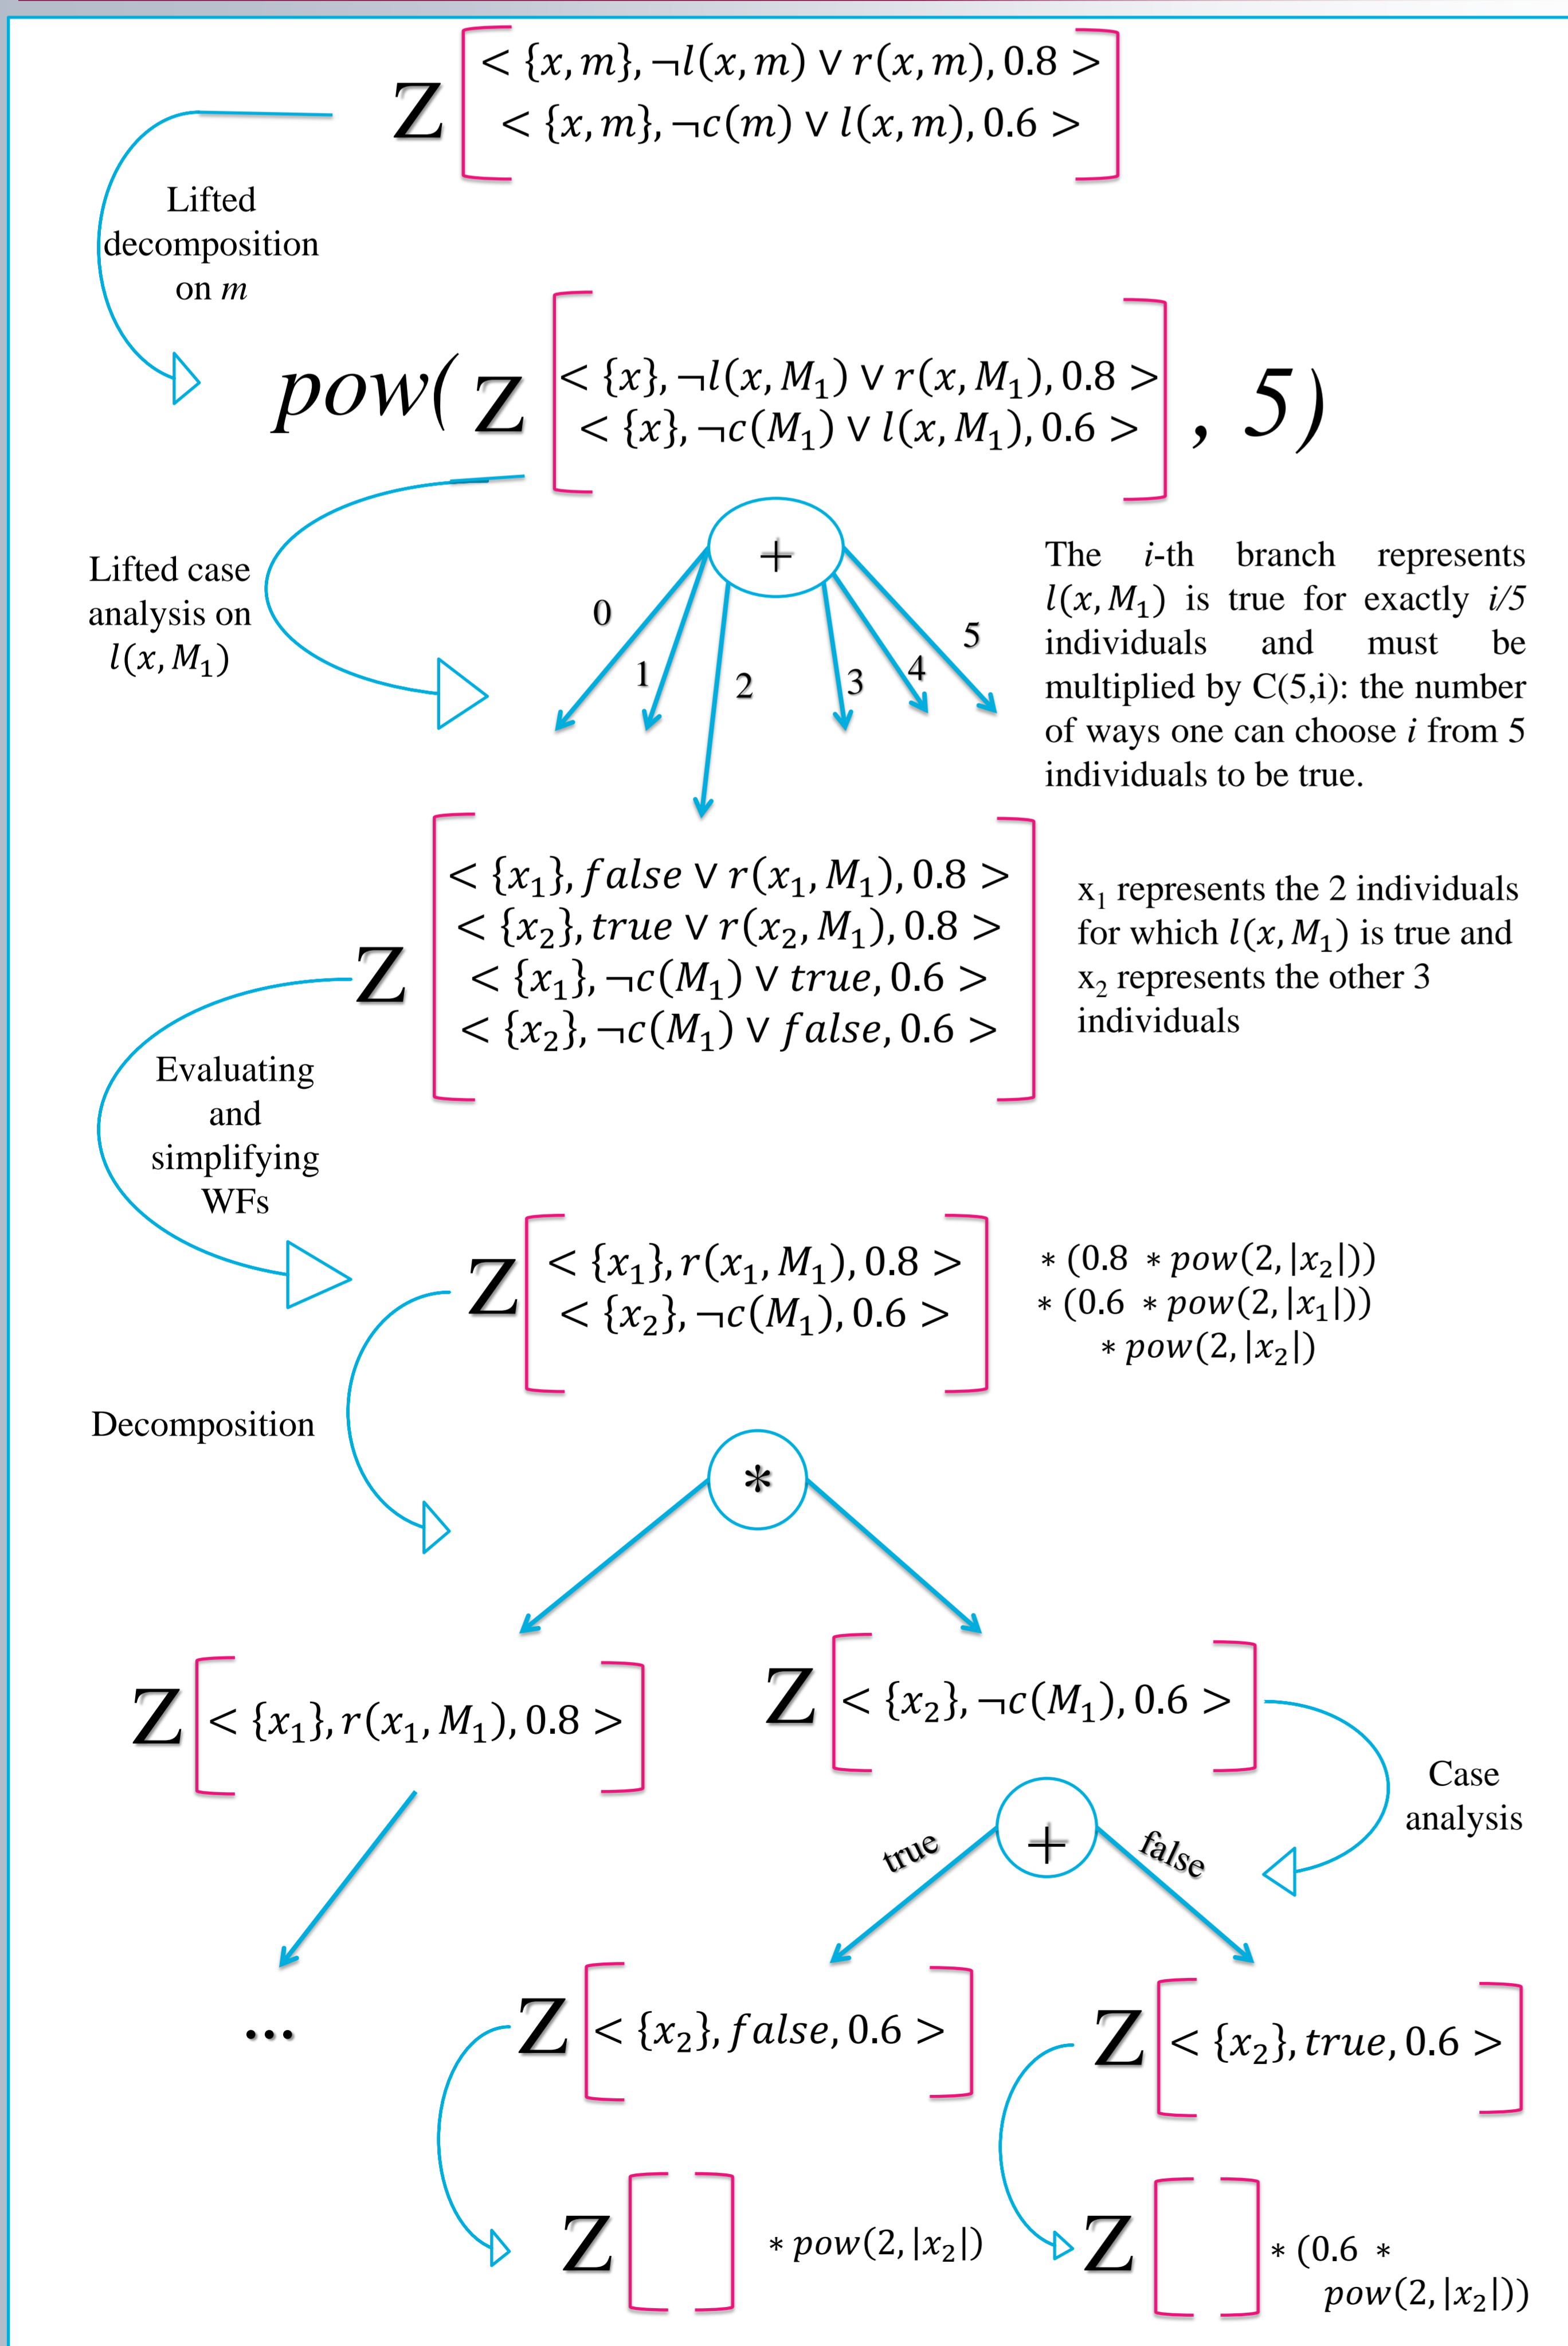 Z
< {x, m}, ¬l(x, m) ∨ r(x, m), 0.8 >
< {x, m}, ¬c(m) ∨ l(x, m), 0.6 >
Lifted
decomposition
on m
pow( Z
< {x}, ¬l(x, M₁) ∨ r(x, M₁), 0.8 >
< {x}, ¬c(M₁) ∨ l(x, M₁), 0.6 >
, 5)
Lifted case
analysis on
l(x, M₁)
+
0
1
2
3
4
5
The i-th branch represents
l(x, M₁) is true for exactly i/5
individuals and must be
multiplied by C(5,i): the number
of ways one can choose i from 5
individuals to be true.
Z
< {x₁}, false ∨ r(x₁, M₁), 0.8 >
< {x₂}, true ∨ r(x₂, M₁), 0.8 >
< {x₁}, ¬c(M₁) ∨ true, 0.6 >
< {x₂}, ¬c(M₁) ∨ false, 0.6 >
x₁ represents the 2 individuals
for which l(x, M₁) is true and
x₂ represents the other 3
individuals
Evaluating
and
simplifying
WFs
Z
< {x₁}, r(x₁, M₁), 0.8 >
< {x₂}, ¬c(M₁), 0.6 >
∗ (0.8 ∗ pow(2, |x₂|))
∗ (0.6 ∗ pow(2, |x₁|))
∗ pow(2, |x₂|)
Decomposition
*
Z < {x₁}, r(x₁, M₁), 0.8 >
Z < {x₂}, ¬c(M₁), 0.6 >
Case
analysis
+
true
false
...
Z < {x₂}, false, 0.6 >
Z < {x₂}, true, 0.6 >
Z [ ] ∗ pow(2, |x₂|)
Z [ ] ∗ (0.6 ∗
pow(2, |x₂|))